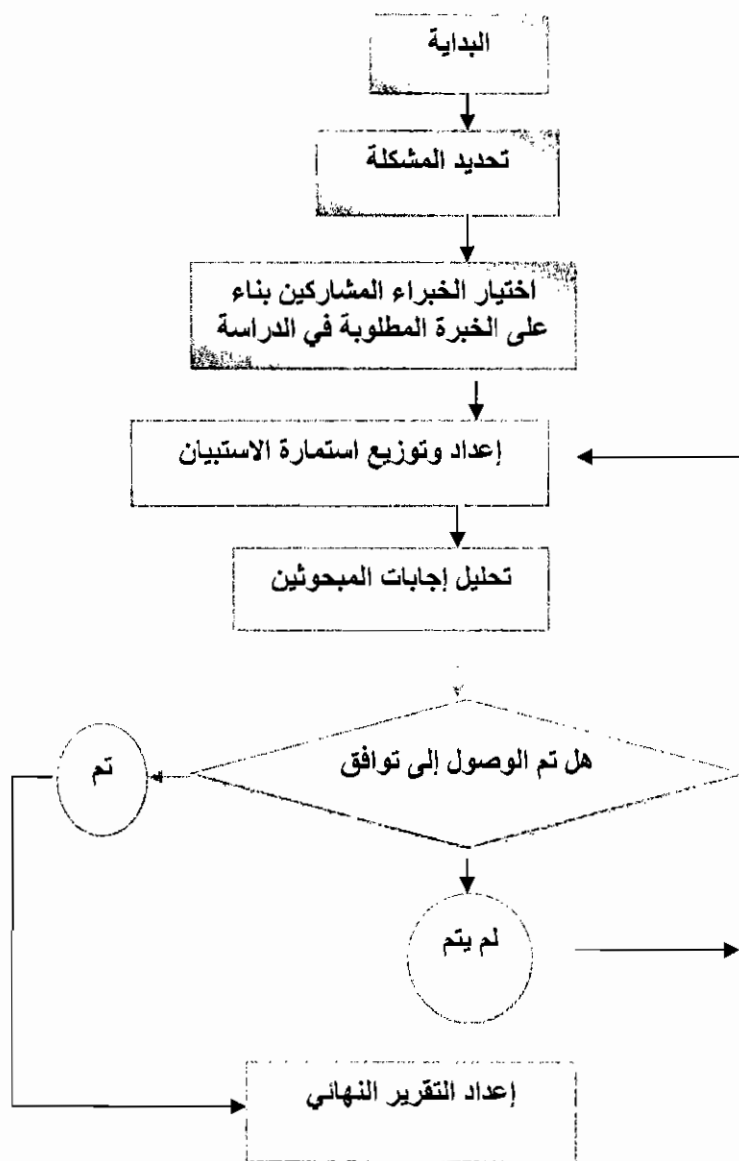 البداية
تحديد المشكلة
اختيار الخبراء المشاركين بناء
على الخبرة المطلوبة في الدراسة
إعداد وتوزيع استمارة الاستبيان
تحليل إجابات المبحوثين
هل تم الوصول إلى توافق
تم
لم يتم
إعداد التقرير النهائي